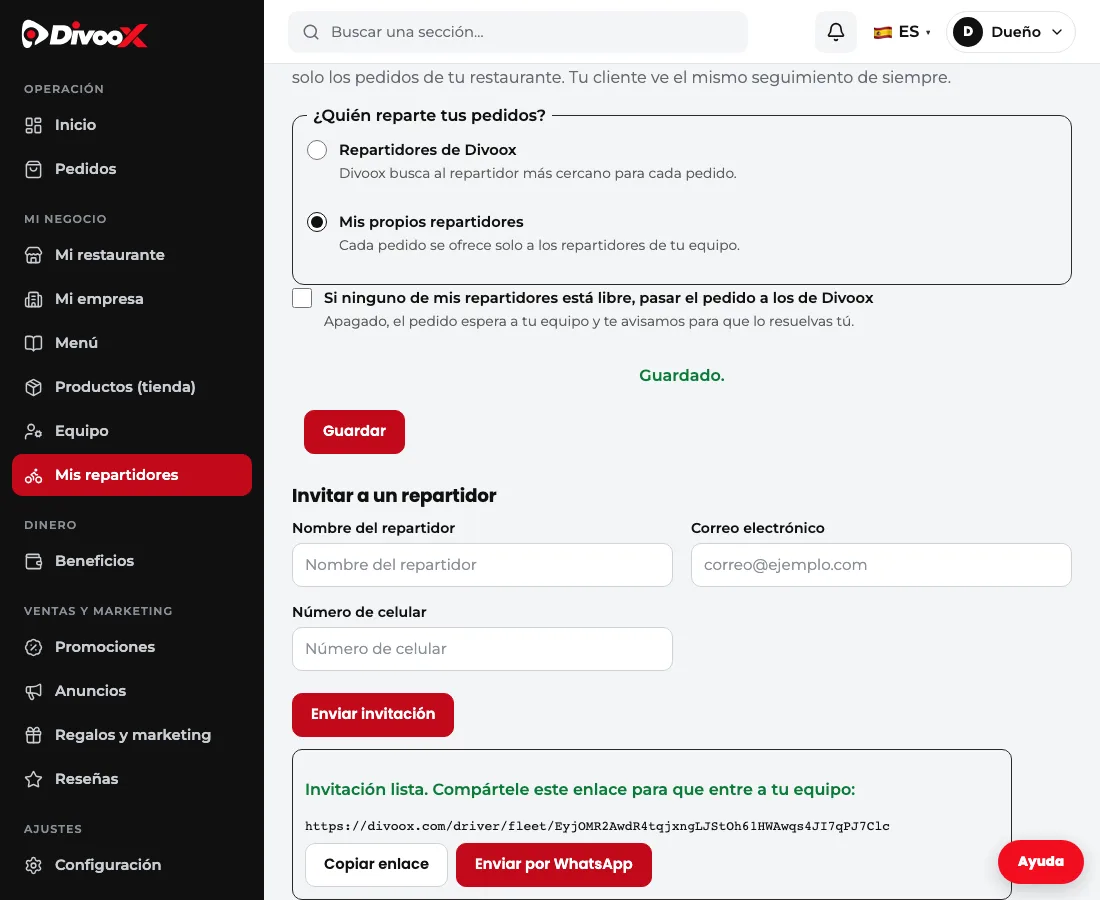 DivooX
Buscar una sección...
ES
D
Dueño
OPERACIÓN
Inicio
Pedidos
MI NEGOCIO
Mi restaurante
Mi empresa
Menú
Productos (tienda)
Equipo
Mis repartidores
DINERO
Beneficios
VENTAS Y MARKETING
Promociones
Anuncios
Regalos y marketing
Reseñas
AJUSTES
Configuración
solo los pedidos de tu restaurante. Tu cliente ve el mismo seguimiento de siempre.
¿Quién reparte tus pedidos?
Repartidores de Divoox
Divoox busca al repartidor más cercano para cada pedido.
Mis propios repartidores
Cada pedido se ofrece solo a los repartidores de tu equipo.
Si ninguno de mis repartidores está libre, pasar el pedido a los de Divoox
Apagado, el pedido espera a tu equipo y te avisamos para que lo resuelvas tú.
Guardado.
Guardar
Invitar a un repartidor
Nombre del repartidor
Correo electrónico
Nombre del repartidor
correo@ejemplo.com
Número de celular
Número de celular
Enviar invitación
Invitación lista. Compártele este enlace para que entre a tu equipo:
https://divoox.com/driver/fleet/EyjOMR2AwdR4tqjxngLJStOh61HWAwqs4JI7qPJ7Clc
Copiar enlace
Enviar por WhatsApp
Ayuda